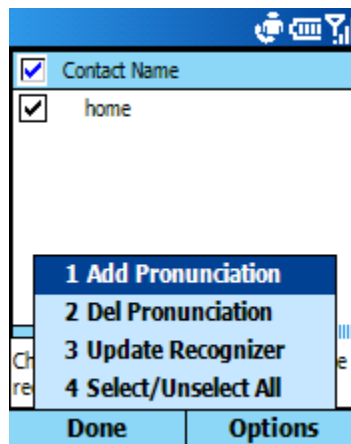 Contact Name
home
1 Add Pronunciation
2 Del Pronunciation
3 Update Recognizer
4 Select/Unselect All
Done Options